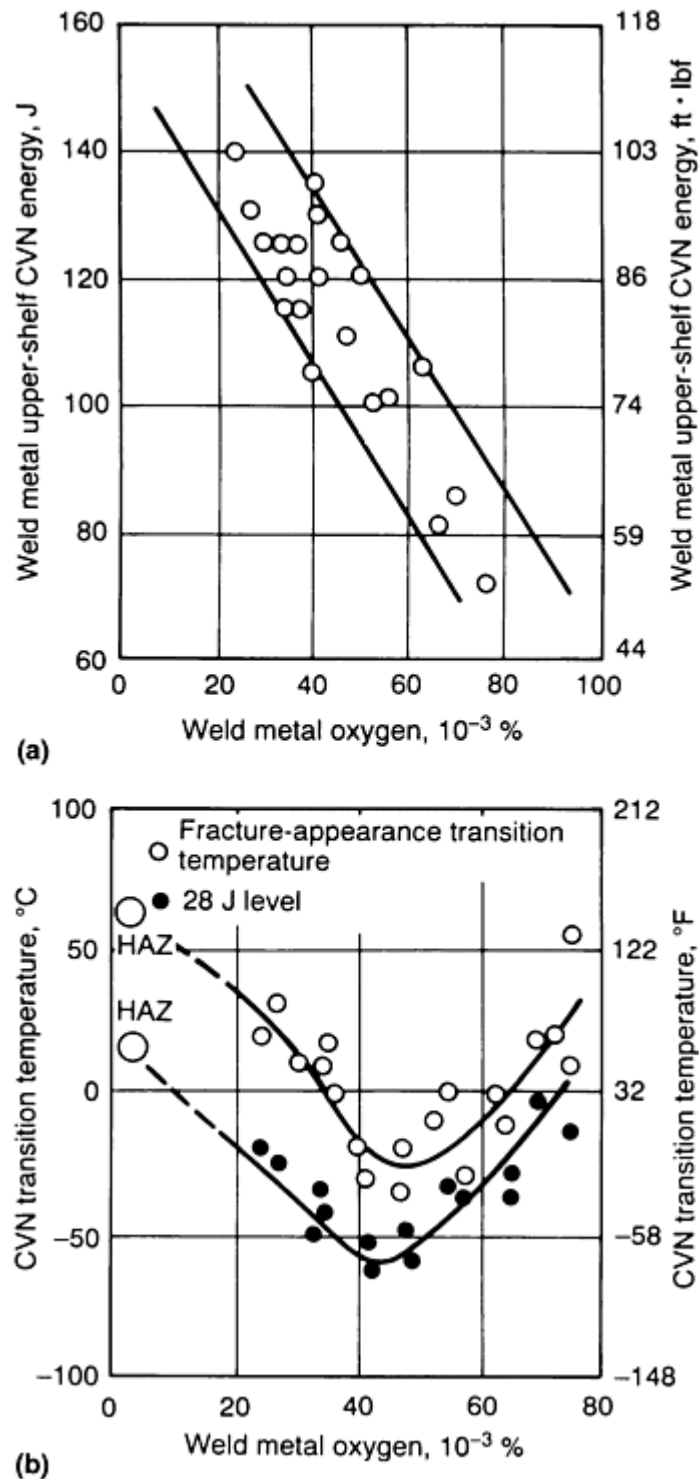 160
140
120
100
80
60
Weld metal upper-shelf CVN energy, J
118
103
86
74
59
44
Weld metal upper-shelf CVN energy, ft · lbf
0 20 40 60 80 100
Weld metal oxygen, 10⁻³ %
(a)
100
50
0
−50
−100
CVN transition temperature, °C
Fracture-appearance transition
temperature
28 J level
HAZ
HAZ
212
122
32
−58
−148
CVN transition temperature, °F
0 20 40 60 80
Weld metal oxygen, 10⁻³ %
(b)